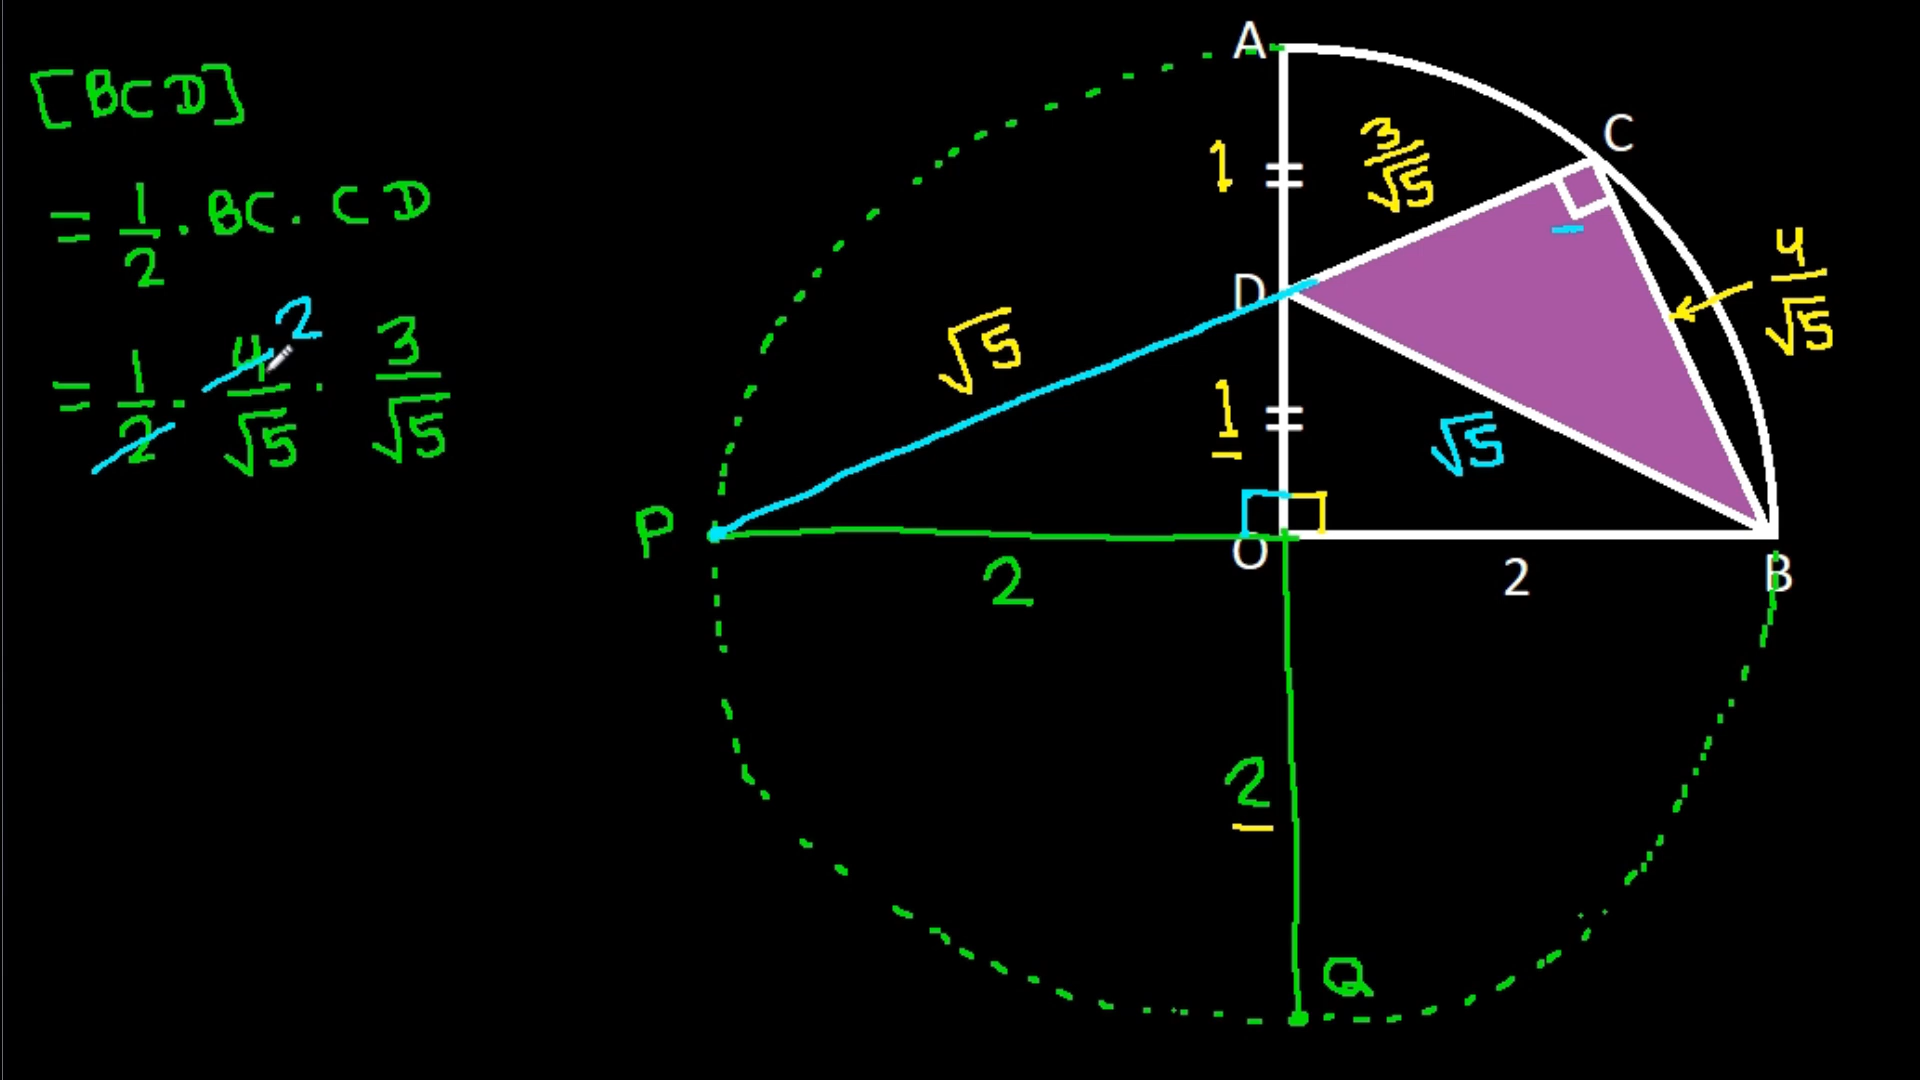 [BCD]
= 1/2 · BC · CD
= 1/2 · 4/√5 · 3/√5
2
A
C
1
3/√5
4/√5
D
√5
1
√5
P
O
B
2
2
2
Q